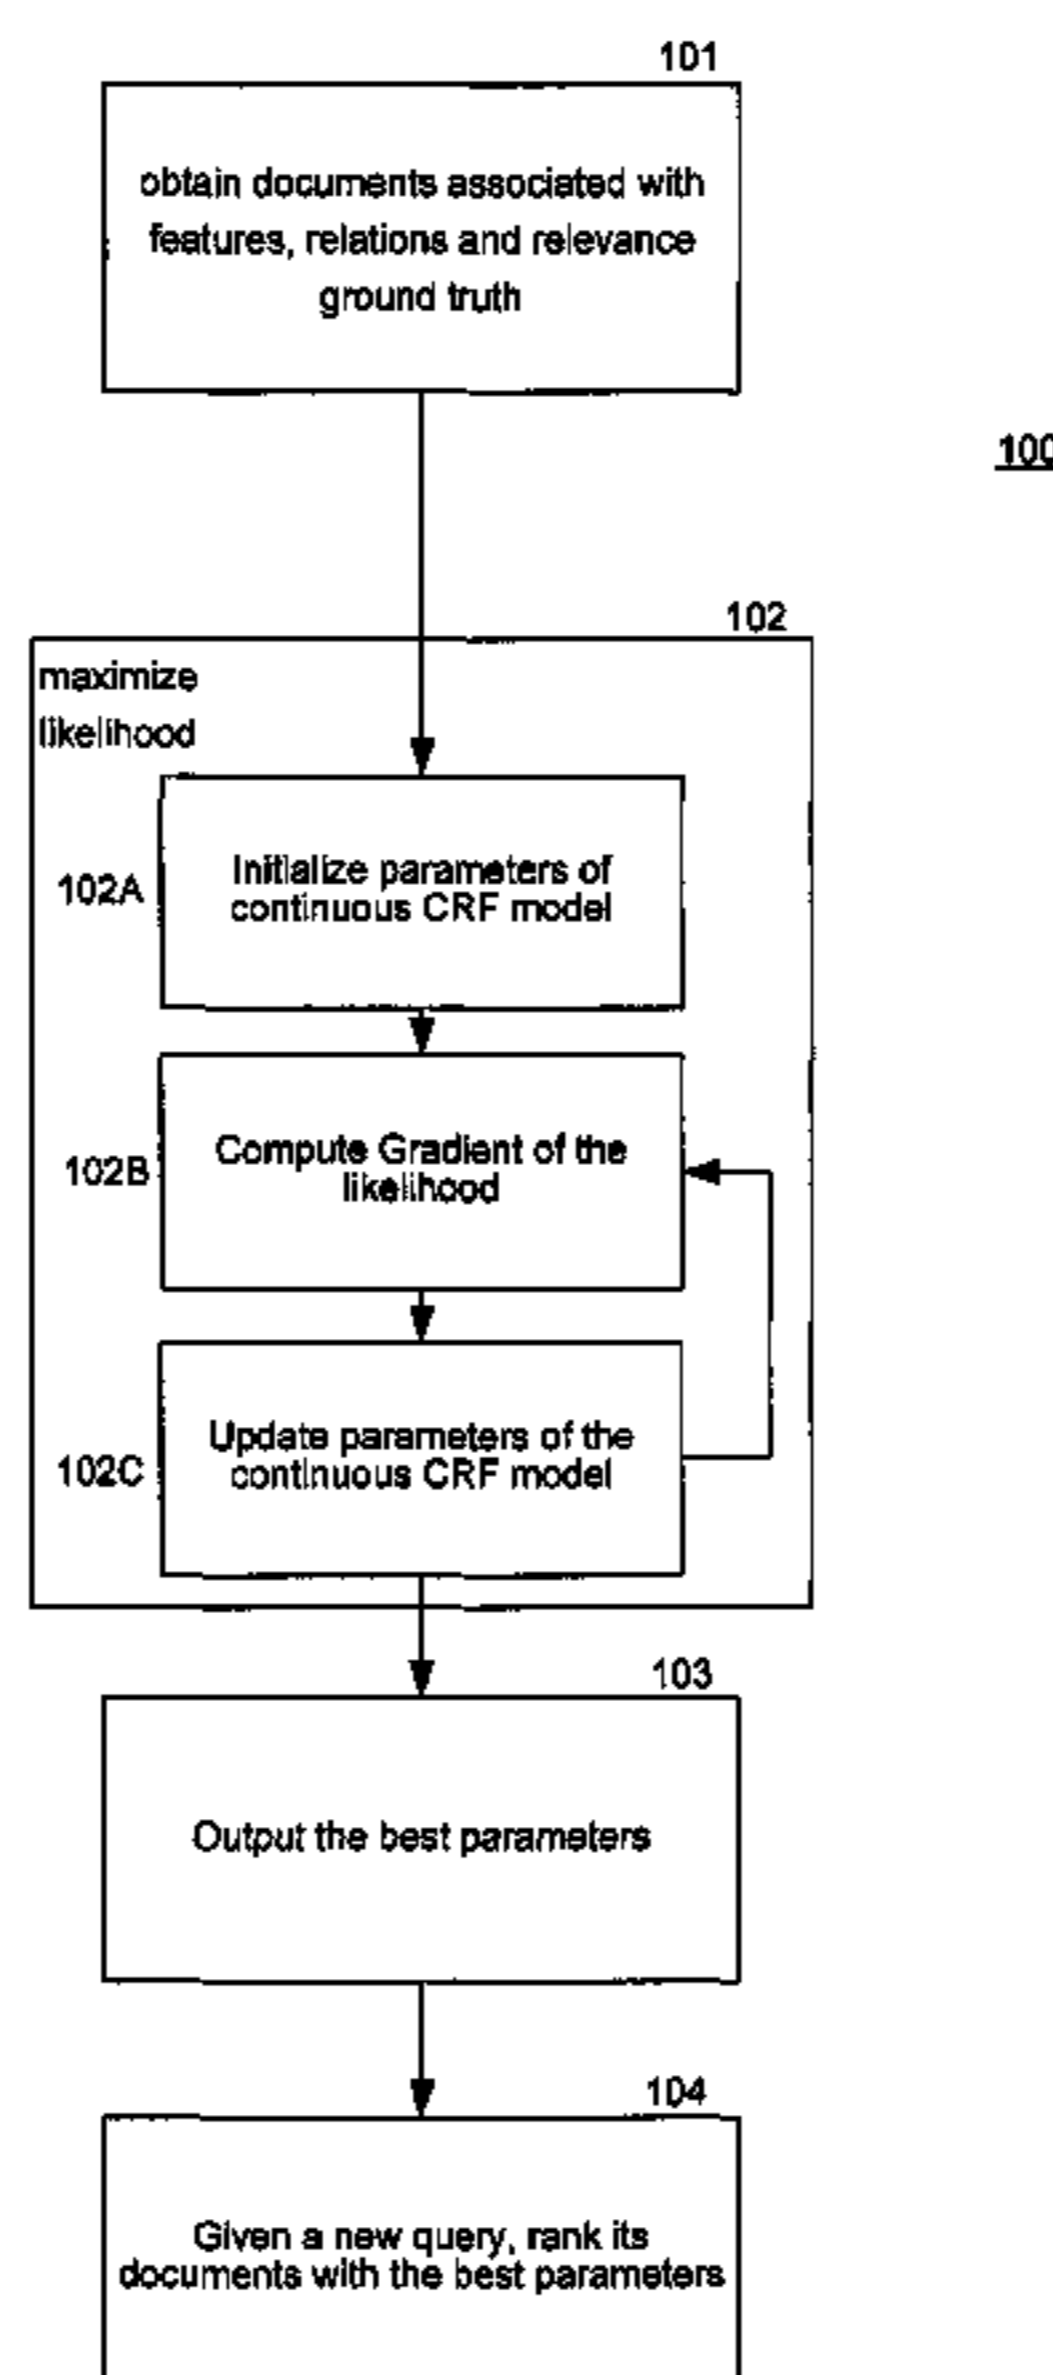 101
obtain documents associated with
features, relations and relevance
ground truth
100
102
maximize
likelihood
102A
Initialize parameters of
continuous CRF model
102B
Compute Gradient of the
likelihood
102C
Update parameters of the
continuous CRF model
103
Output the best parameters
104
Given a new query, rank its
documents with the best parameters